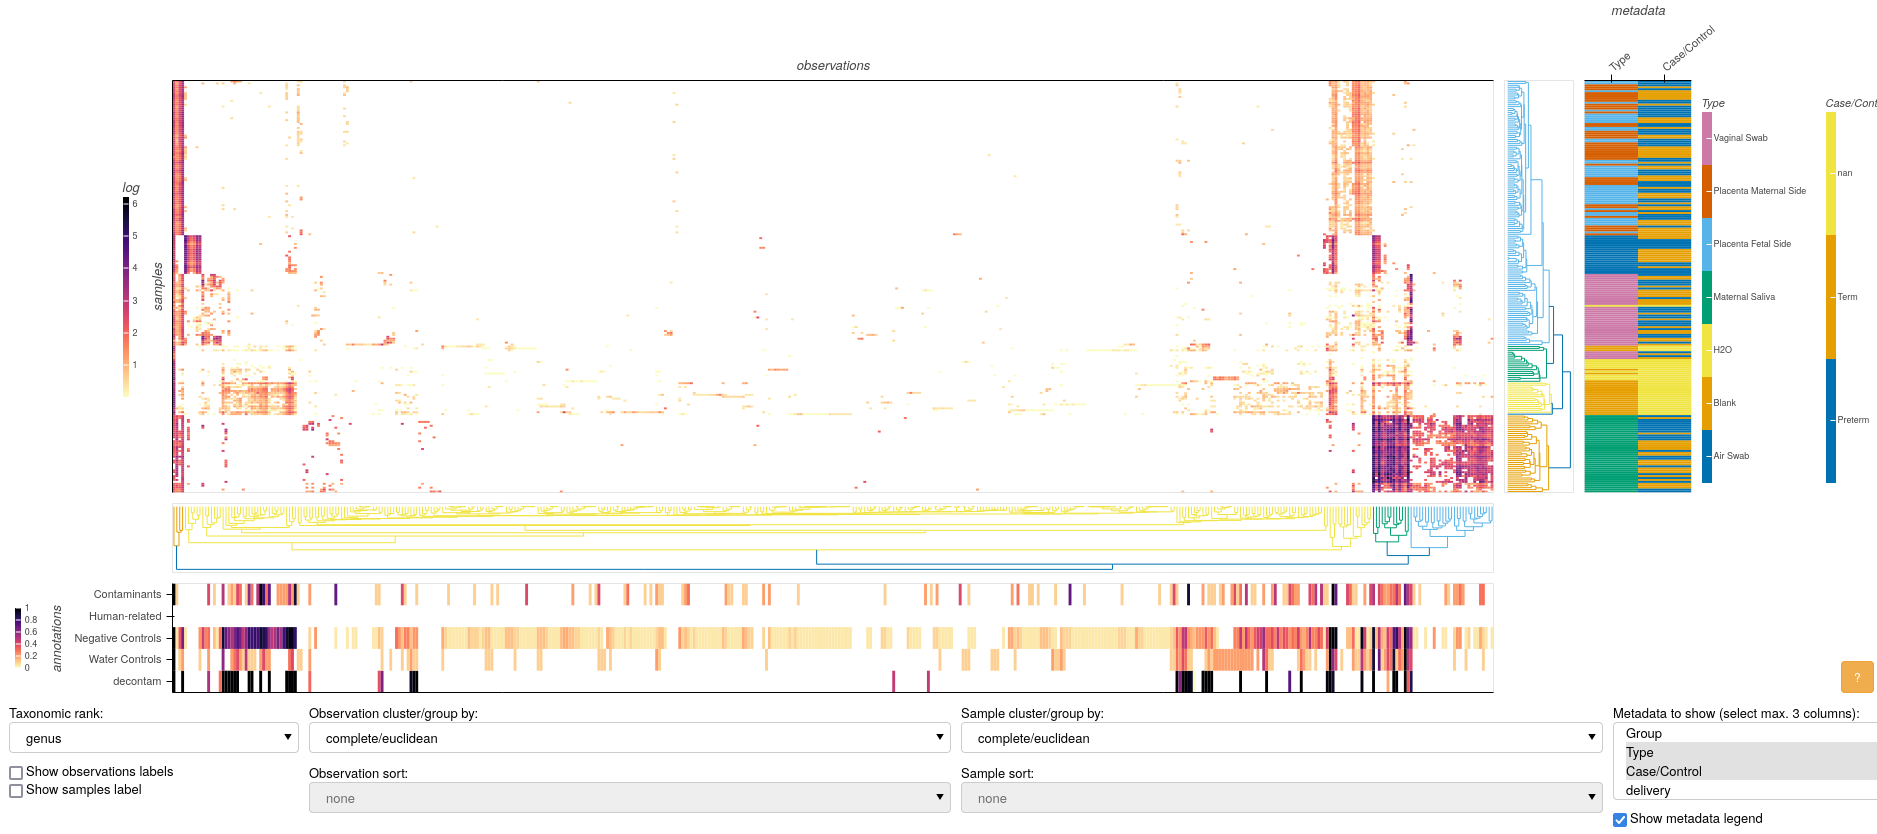 metadata
observations
Type
Case/Control
log
6
5
4
3
2
1
samples
Type
Vaginal Swab
Placenta Maternal Side
Placenta Fetal Side
Maternal Saliva
H2O
Blank
Air Swab
Case/Cont
nan
Term
Preterm
1
0.8
0.6
0.4
0.2
0
annotations
Contaminants
Human-related
Negative Controls
Water Controls
decontam
?
Taxonomic rank:
genus
Show observations labels
Show samples label
Observation cluster/group by:
complete/euclidean
Observation sort:
none
Sample cluster/group by:
complete/euclidean
Sample sort:
none
Metadata to show (select max. 3 columns):
Group
Type
Case/Control
delivery
Show metadata legend